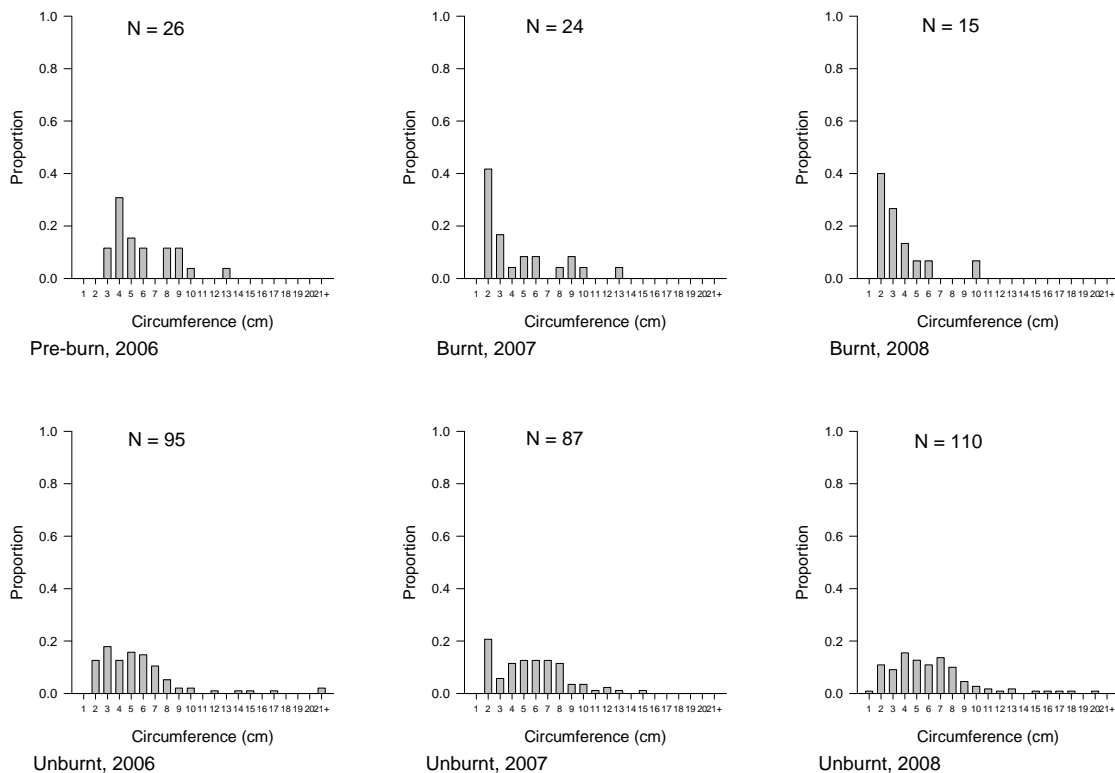 N = 26
1.0
0.8
0.6
0.4
0.2
0.0
Proportion
1 2 3 4 5 6 7 8 9 10 11 12 13 14 15 16 17 18 19 20 21+
Circumference (cm)
Pre-burn, 2006
N = 24
1.0
0.8
0.6
0.4
0.2
0.0
Proportion
1 2 3 4 5 6 7 8 9 10 11 12 13 14 15 16 17 18 19 20 21+
Circumference (cm)
Burnt, 2007
N = 15
1.0
0.8
0.6
0.4
0.2
0.0
Proportion
1 2 3 4 5 6 7 8 9 10 11 12 13 14 15 16 17 18 19 20 21+
Circumference (cm)
Burnt, 2008
N = 95
1.0
0.8
0.6
0.4
0.2
0.0
Proportion
1 2 3 4 5 6 7 8 9 10 11 12 13 14 15 16 17 18 19 20 21+
Circumference (cm)
Unburnt, 2006
N = 87
1.0
0.8
0.6
0.4
0.2
0.0
Proportion
1 2 3 4 5 6 7 8 9 10 11 12 13 14 15 16 17 18 19 20 21+
Circumference (cm)
Unburnt, 2007
N = 110
1.0
0.8
0.6
0.4
0.2
0.0
Proportion
1 2 3 4 5 6 7 8 9 10 11 12 13 14 15 16 17 18 19 20 21+
Circumference (cm)
Unburnt, 2008